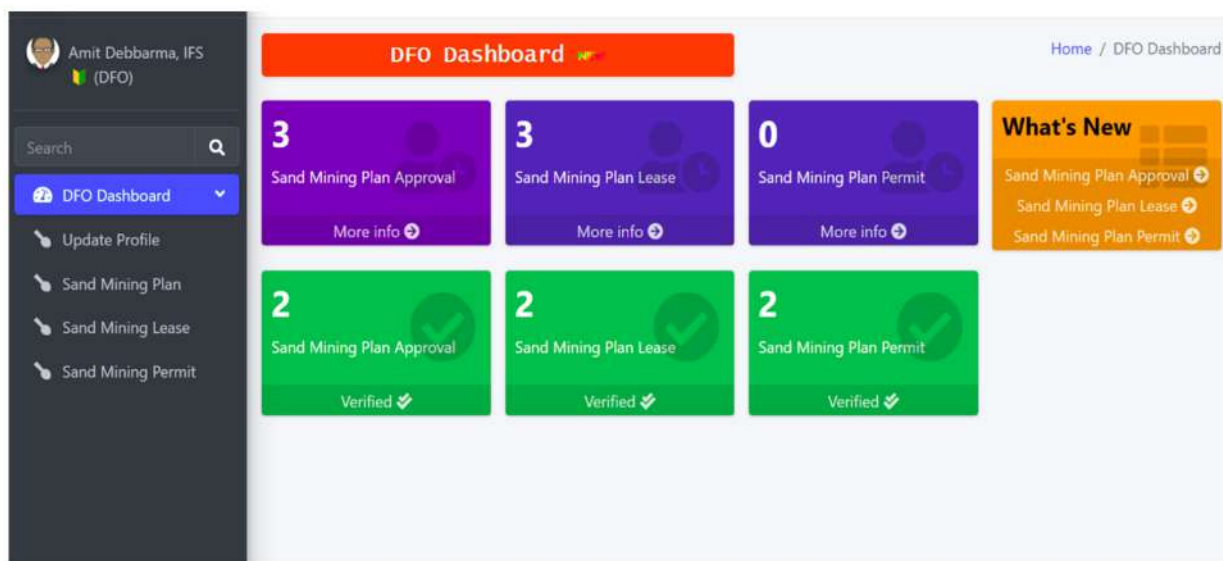 Amit Debbarma, IFS
(DFO)
Search
DFO Dashboard
Update Profile
Sand Mining Plan
Sand Mining Lease
Sand Mining Permit
DFO Dashboard
Home / DFO Dashboard
3
Sand Mining Plan Approval
More info
3
Sand Mining Plan Lease
More info
0
Sand Mining Plan Permit
More info
What's New
Sand Mining Plan Approval
Sand Mining Plan Lease
Sand Mining Plan Permit
2
Sand Mining Plan Approval
Verified
2
Sand Mining Plan Lease
Verified
2
Sand Mining Plan Permit
Verified